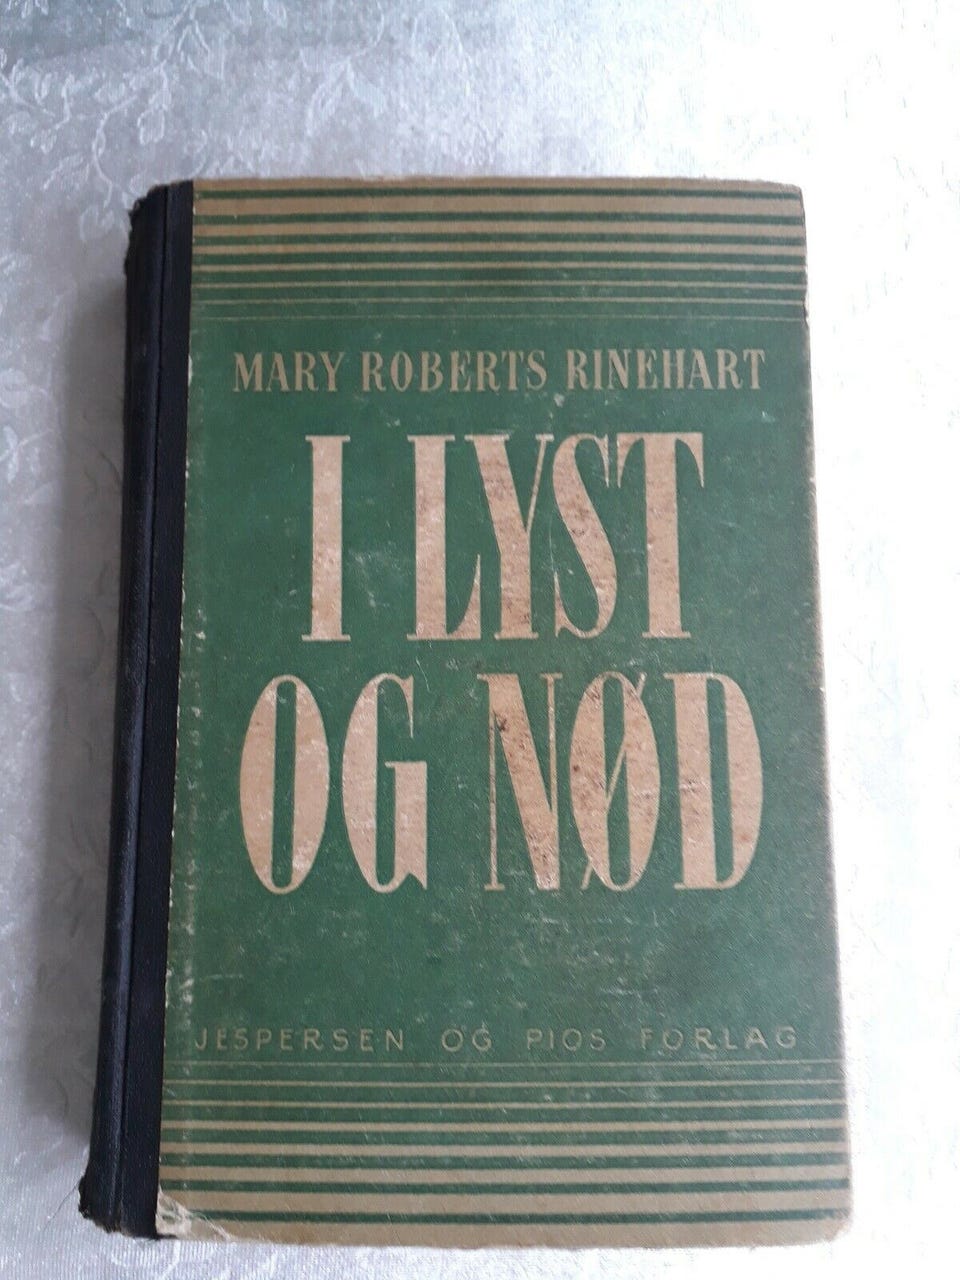 MARY ROBERTS RINEHART
I LYST
OG NØD
JESPERSEN OG PIOS FORLAG